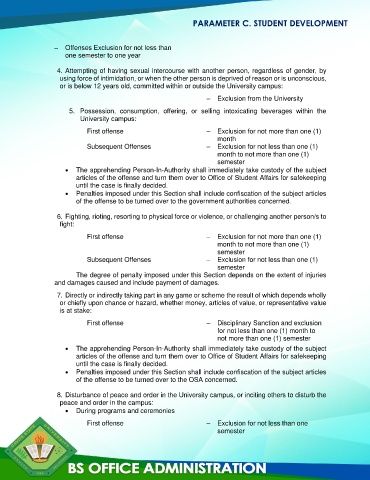 PARAMETER C. STUDENT DEVELOPMENT
– Offenses Exclusion for not less than
one semester to one year
4. Attempting of having sexual intercourse with another person, regardless of gender, by
using force of intimidation, or when the other person is deprived of reason or is unconscious,
or is below 12 years old, committed within or outside the University campus:
– Exclusion from the University
5. Possession, consumption, offering, or selling intoxicating beverages within the
University campus:
First offense – Exclusion for not more than one (1)
month
Subsequent Offenses – Exclusion for not less than one (1)
month to not more than one (1)
semester
• The apprehending Person-In-Authority shall immediately take custody of the subject
articles of the offense and turn them over to Office of Student Affairs for safekeeping
until the case is finally decided.
• Penalties imposed under this Section shall include confiscation of the subject articles
of the offense to be turned over to the government authorities concerned.
6. Fighting, rioting, resorting to physical force or violence, or challenging another person/s to
fight:
First offense – Exclusion for not more than one (1)
month to not more than one (1)
semester
Subsequent Offenses – Exclusion for not less than one (1)
semester
The degree of penalty imposed under this Section depends on the extent of injuries
and damages caused and include payment of damages.
7. Directly or indirectly taking part in any game or scheme the result of which depends wholly
or chiefly upon chance or hazard, whether money, articles of value, or representative value
is at stake:
First offense – Disciplinary Sanction and exclusion
for not less than one (1) month to
not more than one (1) semester
• The apprehending Person-In-Authority shall immediately take custody of the subject
articles of the offense and turn them over to Office of Student Affairs for safekeeping
until the case is finally decided.
• Penalties imposed under this Section shall include confiscation of the subject articles
of the offense to be turned over to the OSA concerned.
8. Disturbance of peace and order in the University campus, or inciting others to disturb the
peace and order in the campus:
• During programs and ceremonies
First offense – Exclusion for not less than one
semester
BS OFFICE ADMINISTRATION